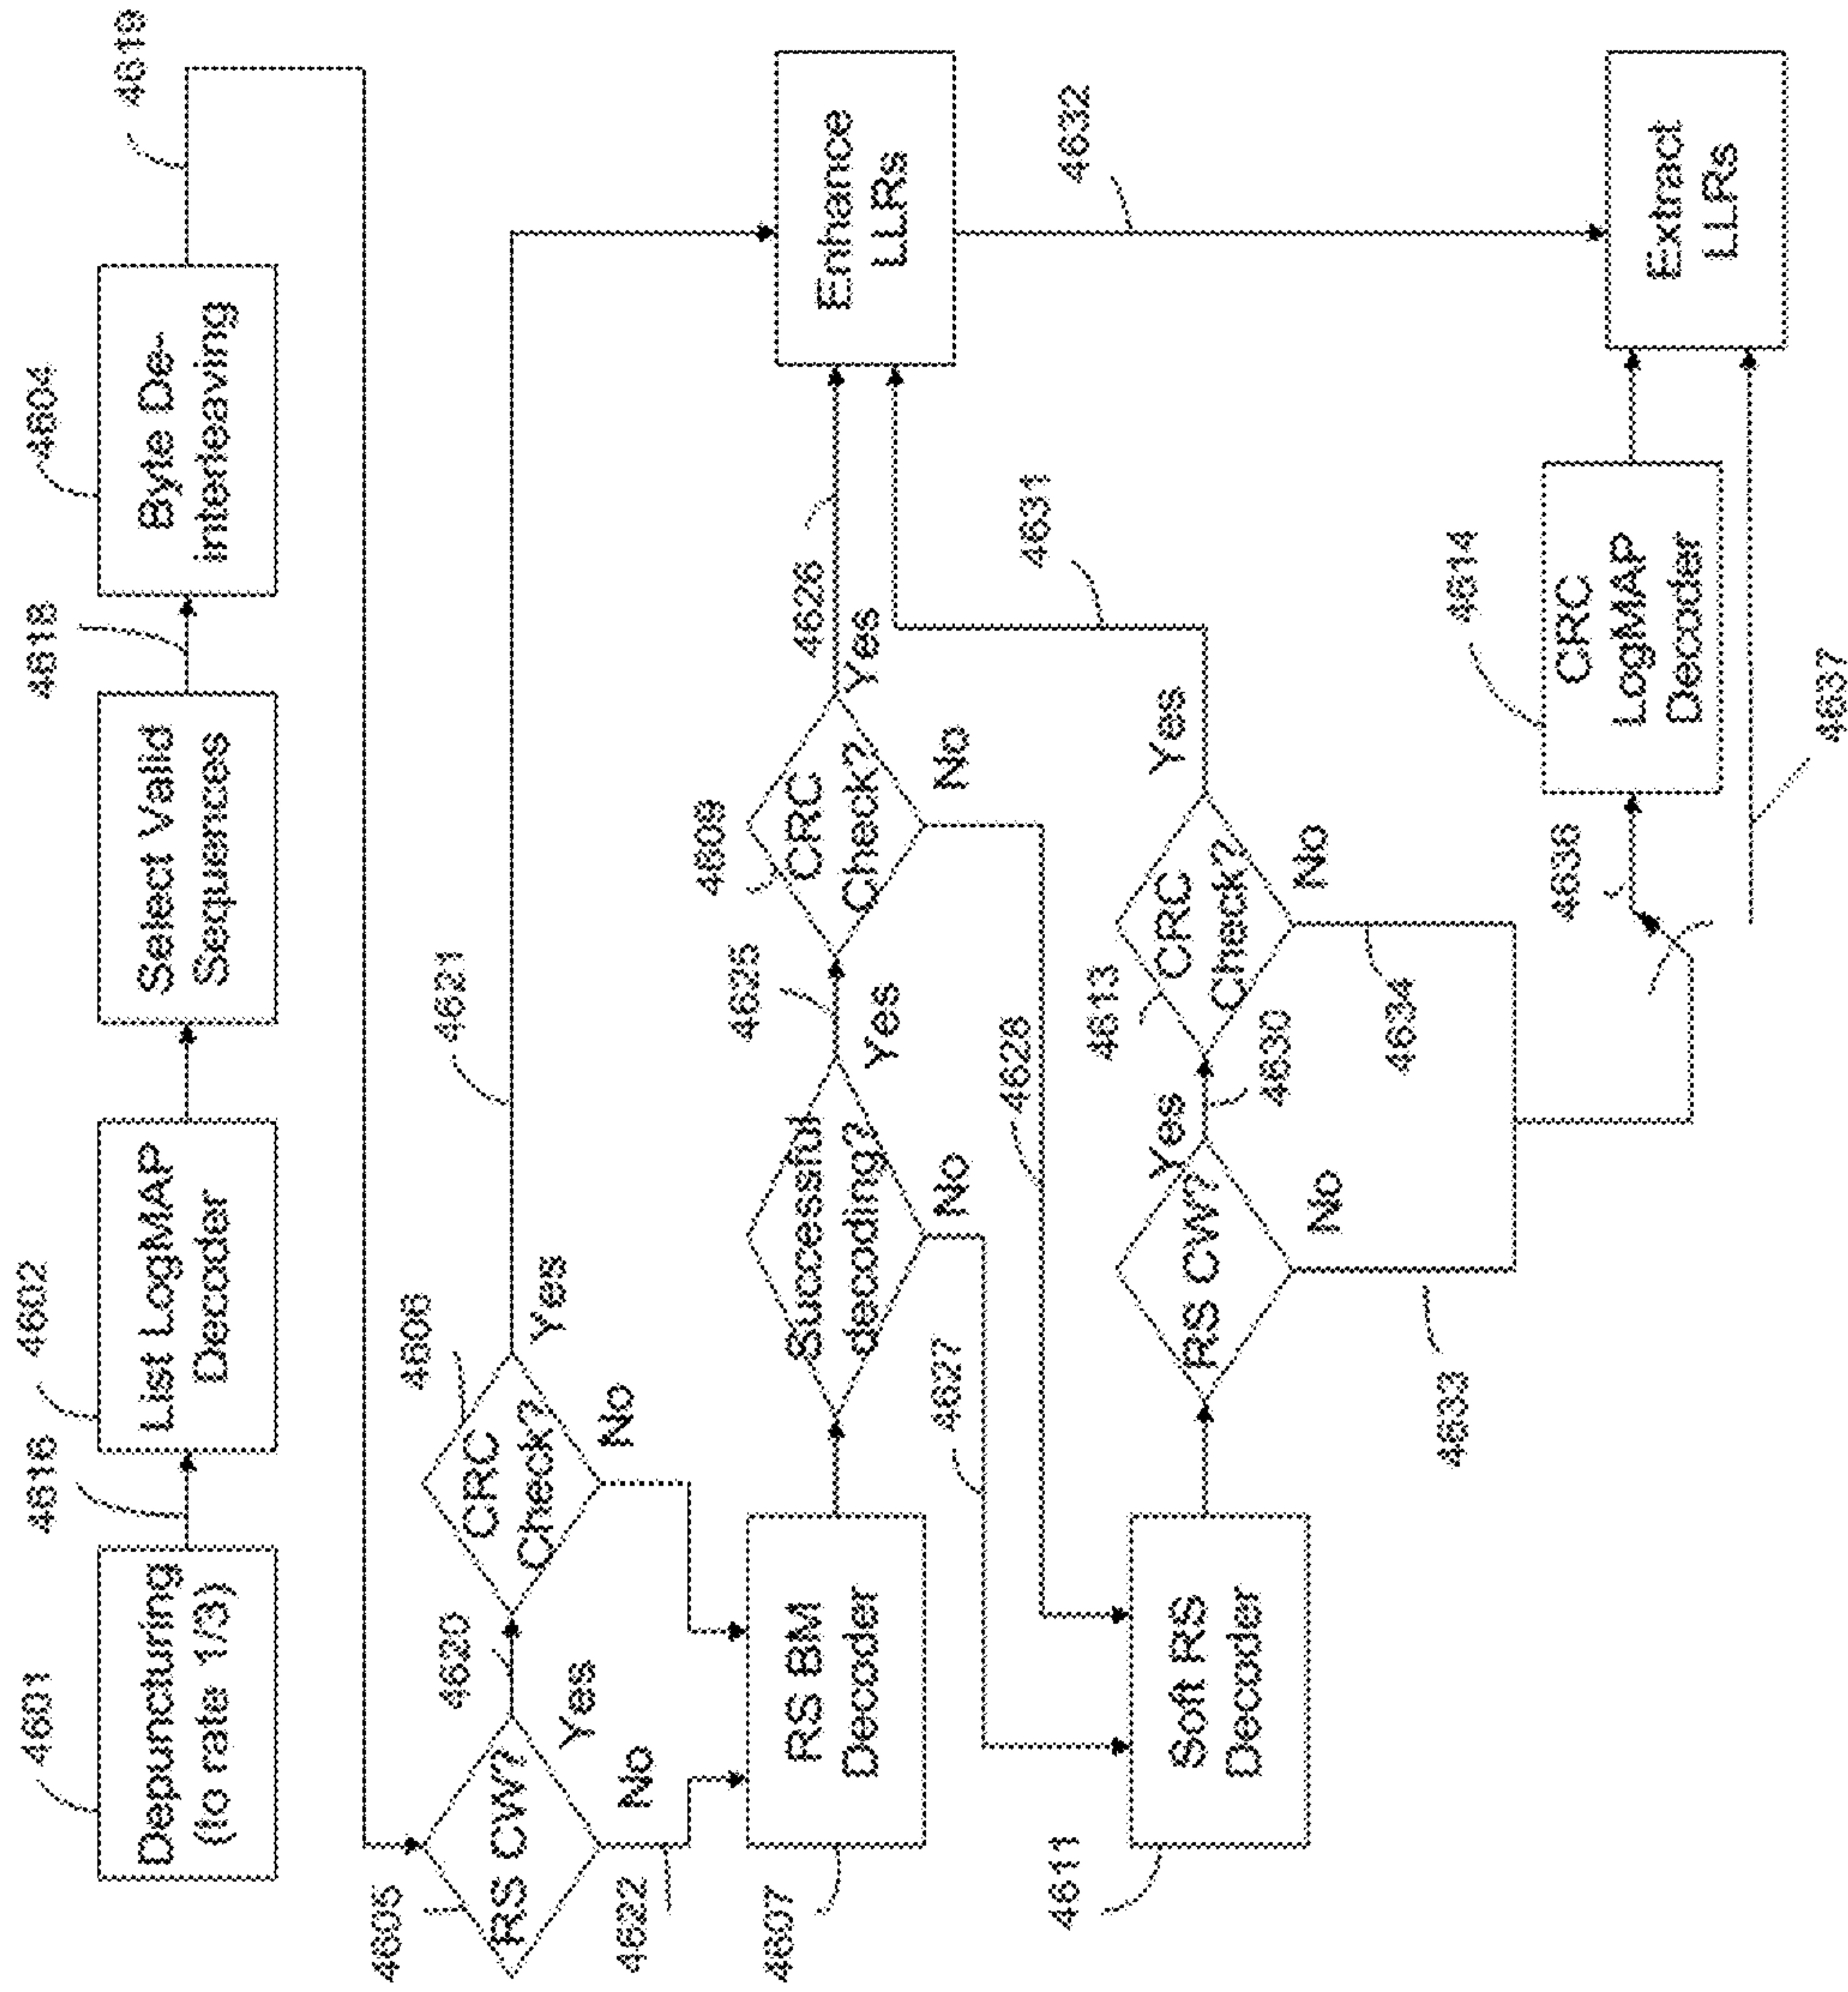 4601
Depuncturing
(to rate 1/3)
4616
4602
List LogMAP
Decoder
Select Valid
Sequences
4618
4604
Byte De-
interleaving
4619
4605
RS CW?
Yes
No
4620
4622
4606
CRC
Check?
Yes
No
4621
4607
RS BM
Decoder
Successful
decoding?
Yes
No
4625
4627
4609
CRC
Check?
Yes
No
4626
4628
Enhance
LLRs
4632
4611
Soft RS
Decoder
RS CW?
Yes
No
4630
4633
4613
CRC
Check?
Yes
No
4631
4634
4636
4614
CRC
LogMAP
Decoder
4637
Extract
LLRs